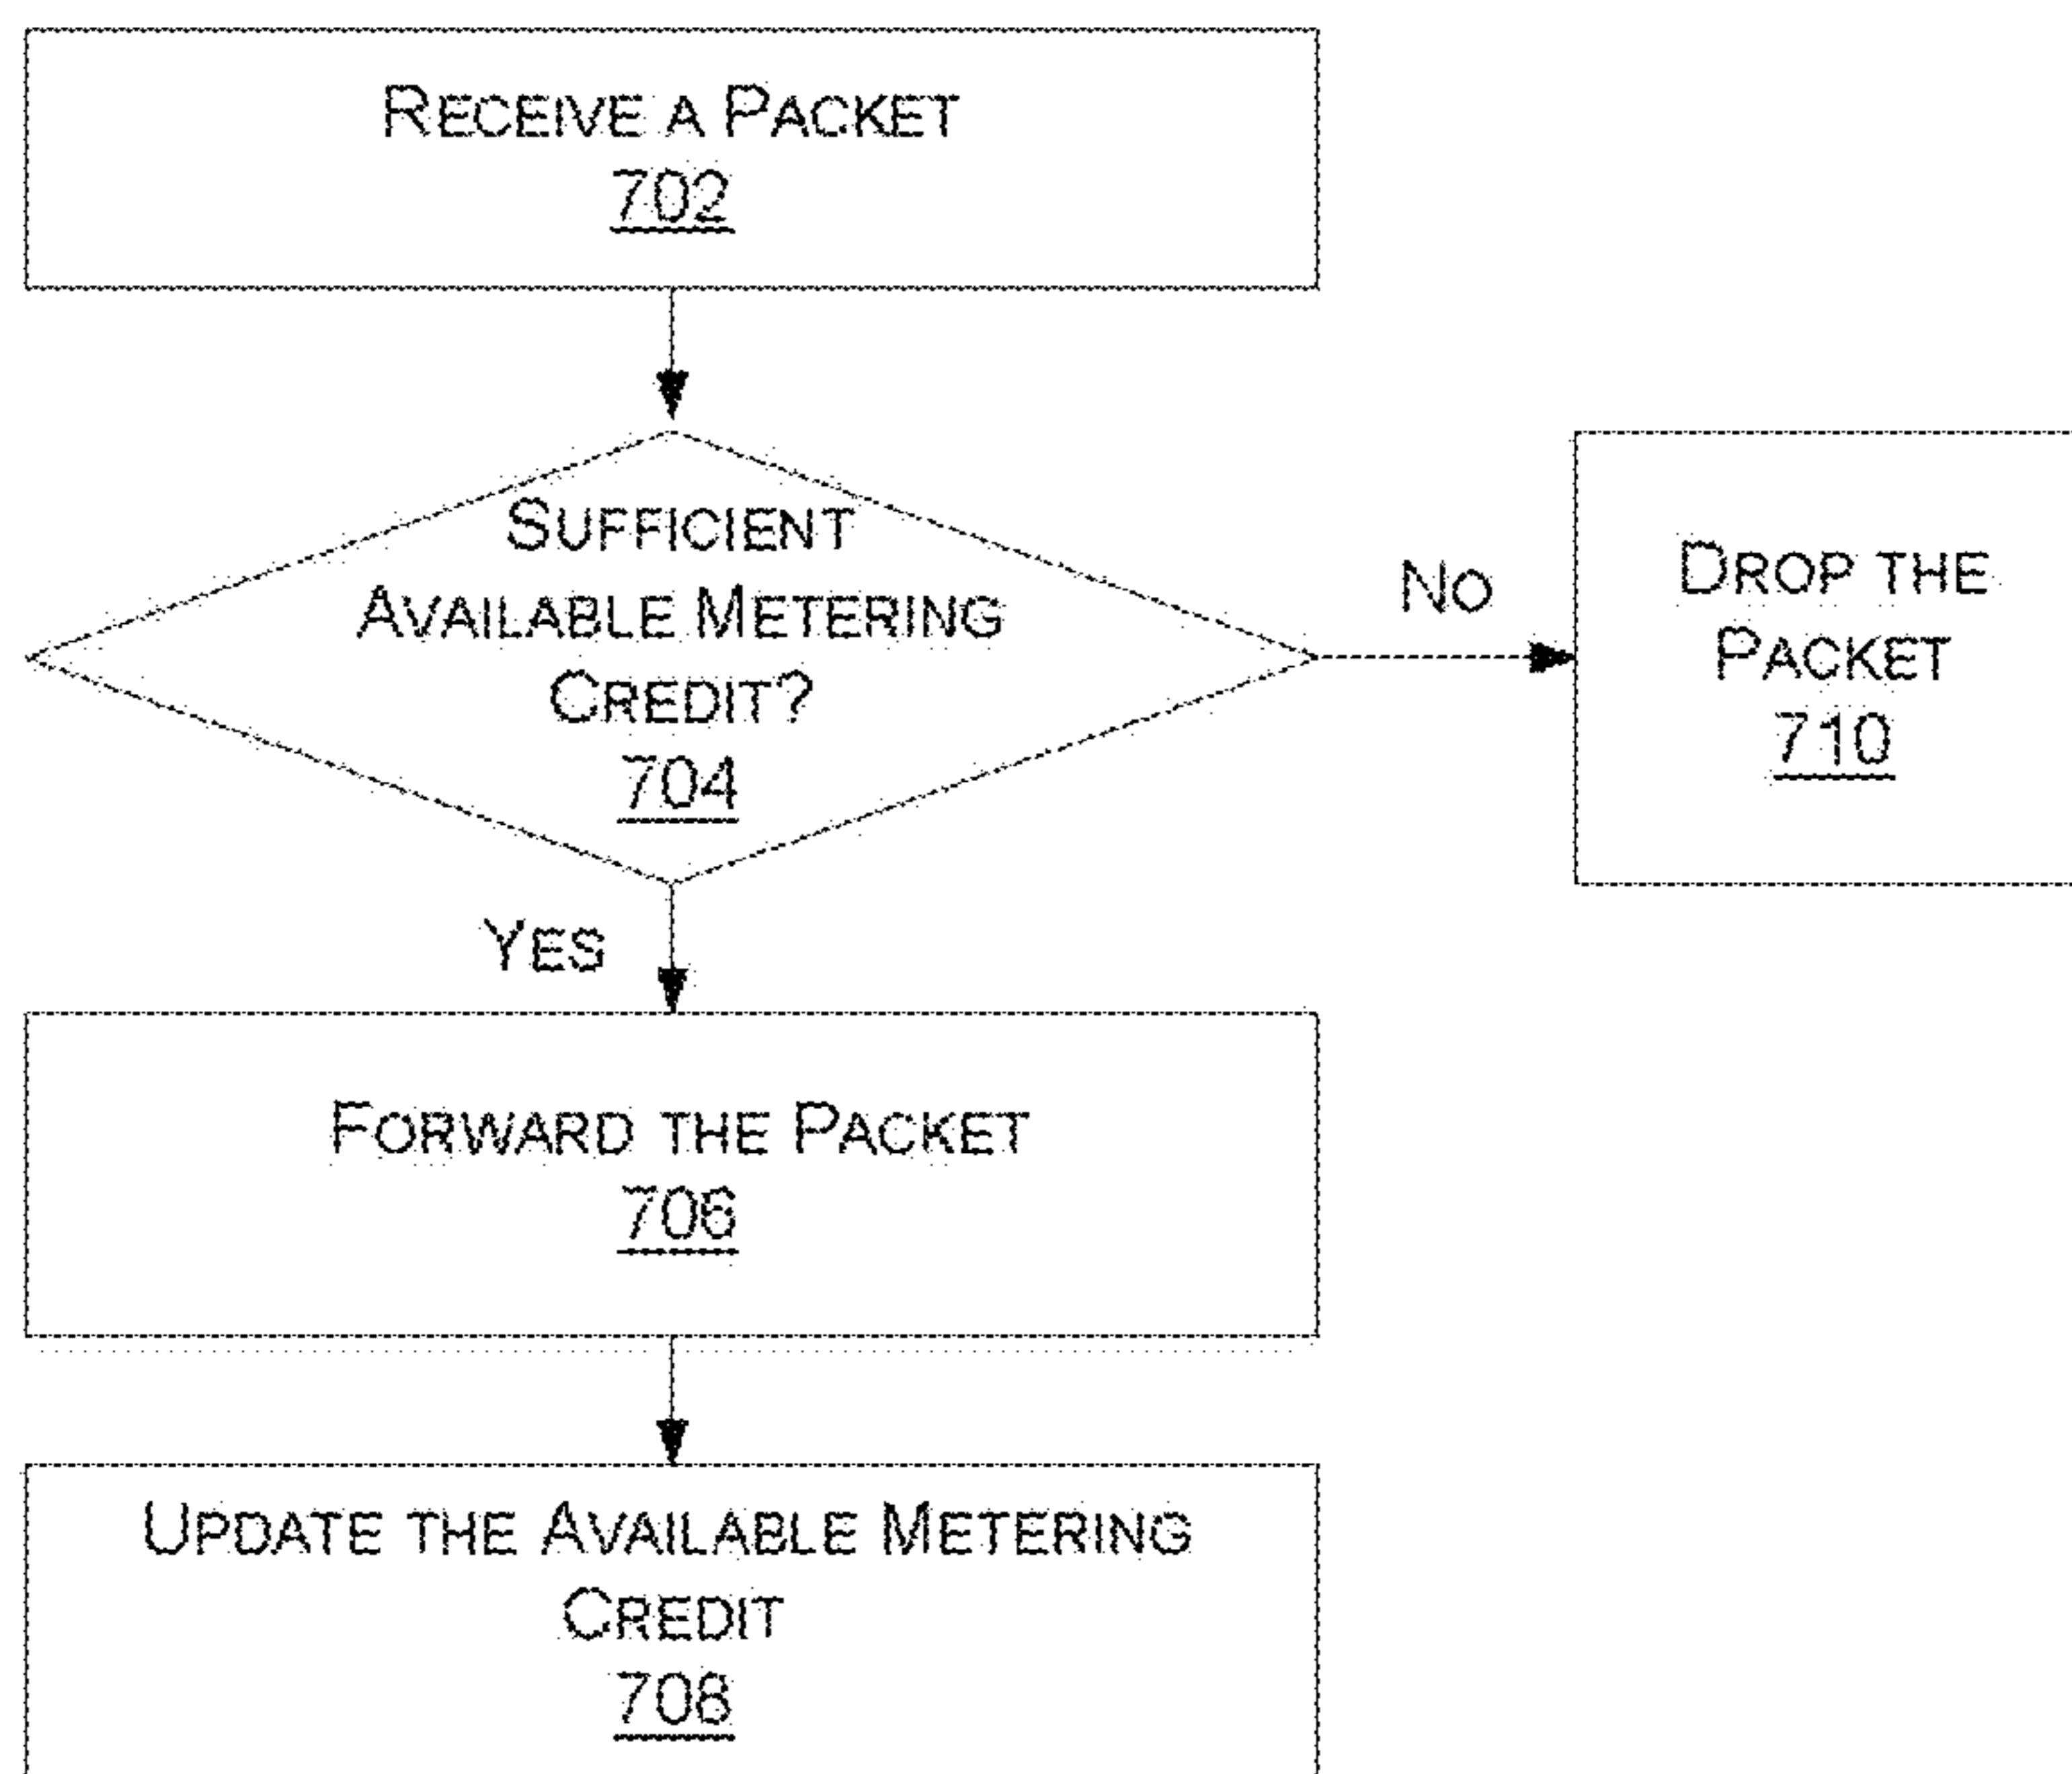 RECEIVE A PACKET
702
SUFFICIENT
AVAILABLE METERING
CREDIT?
704
NO
DROP THE
PACKET
710
YES
FORWARD THE PACKET
706
UPDATE THE AVAILABLE METERING
CREDIT
708